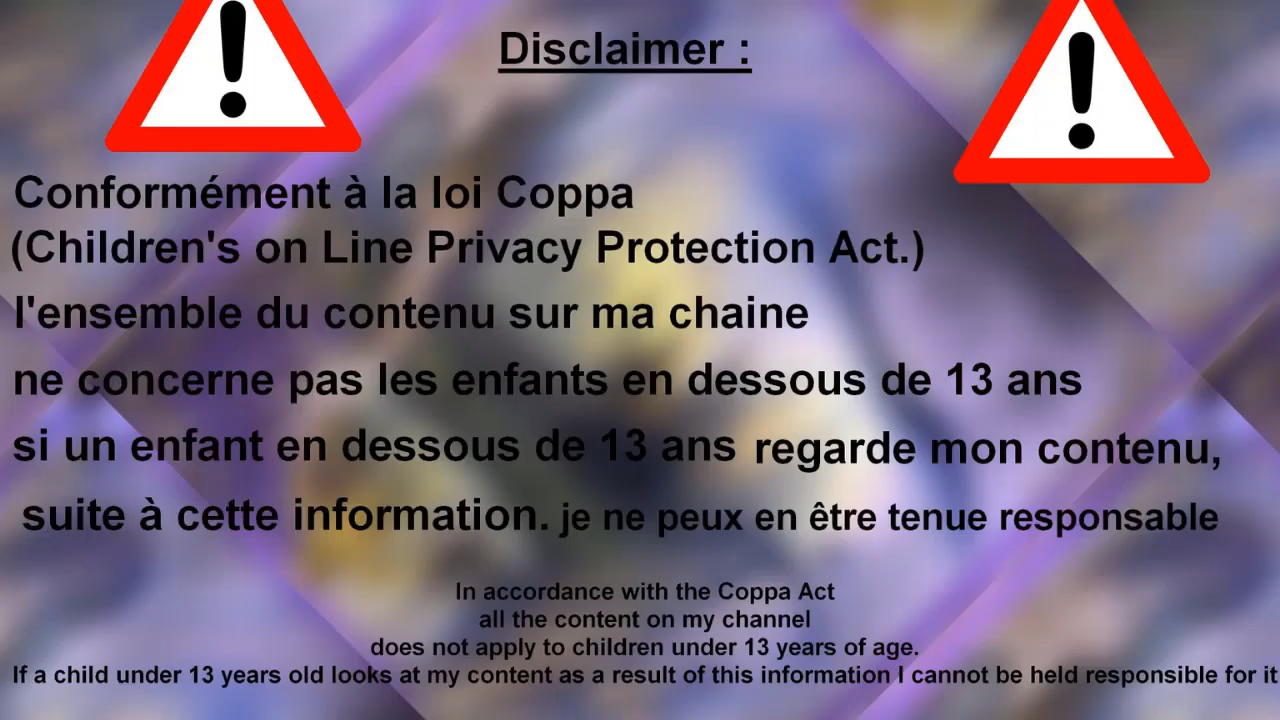 Disclaimer :
Conformément à la loi Coppa
(Children's on Line Privacy Protection Act.)
l'ensemble du contenu sur ma chaine
ne concerne pas les enfants en dessous de 13 ans
si un enfant en dessous de 13 ans regarde mon contenu,
suite à cette information. je ne peux en être tenue responsable
In accordance with the Coppa Act
all the content on my channel
does not apply to children under 13 years of age.
If a child under 13 years old looks at my content as a result of this information I cannot be held responsible for it